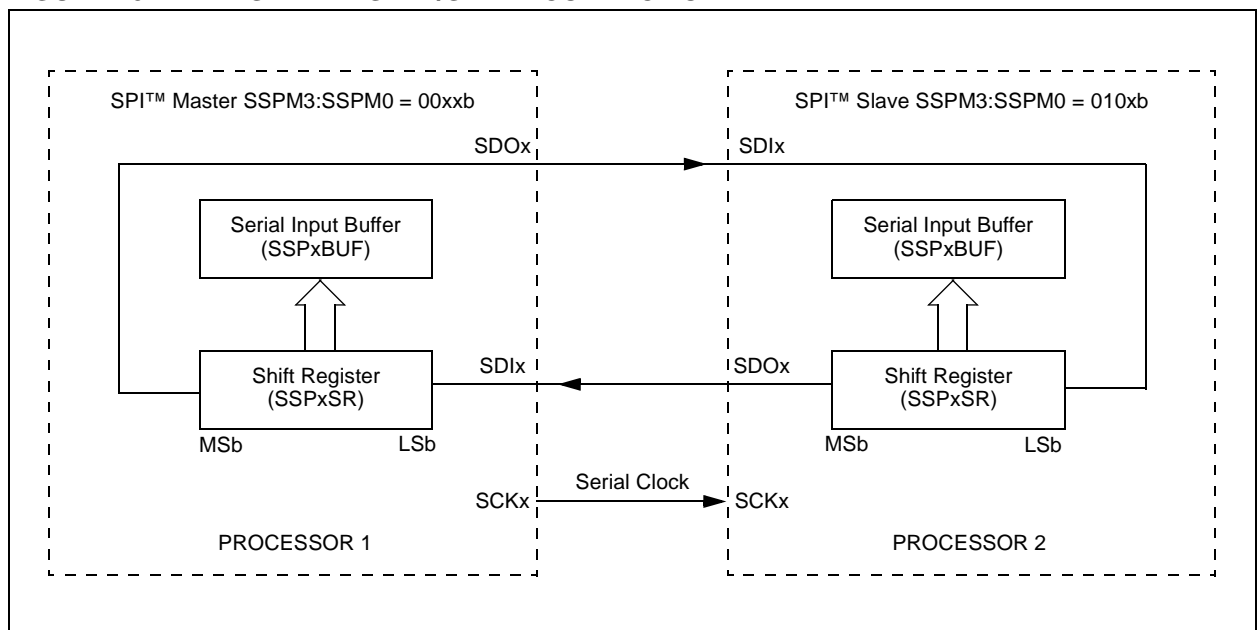 SPI™ Master SSPM3:SSPM0 = 00xxb
SPI™ Slave SSPM3:SSPM0 = 010xb
SDOx
SDIx
Serial Input Buffer
(SSPxBUF)
Serial Input Buffer
(SSPxBUF)
SDIx
SDOx
Shift Register
(SSPxSR)
Shift Register
(SSPxSR)
MSb
LSb
MSb
LSb
Serial Clock
SCKx
SCKx
PROCESSOR 1
PROCESSOR 2